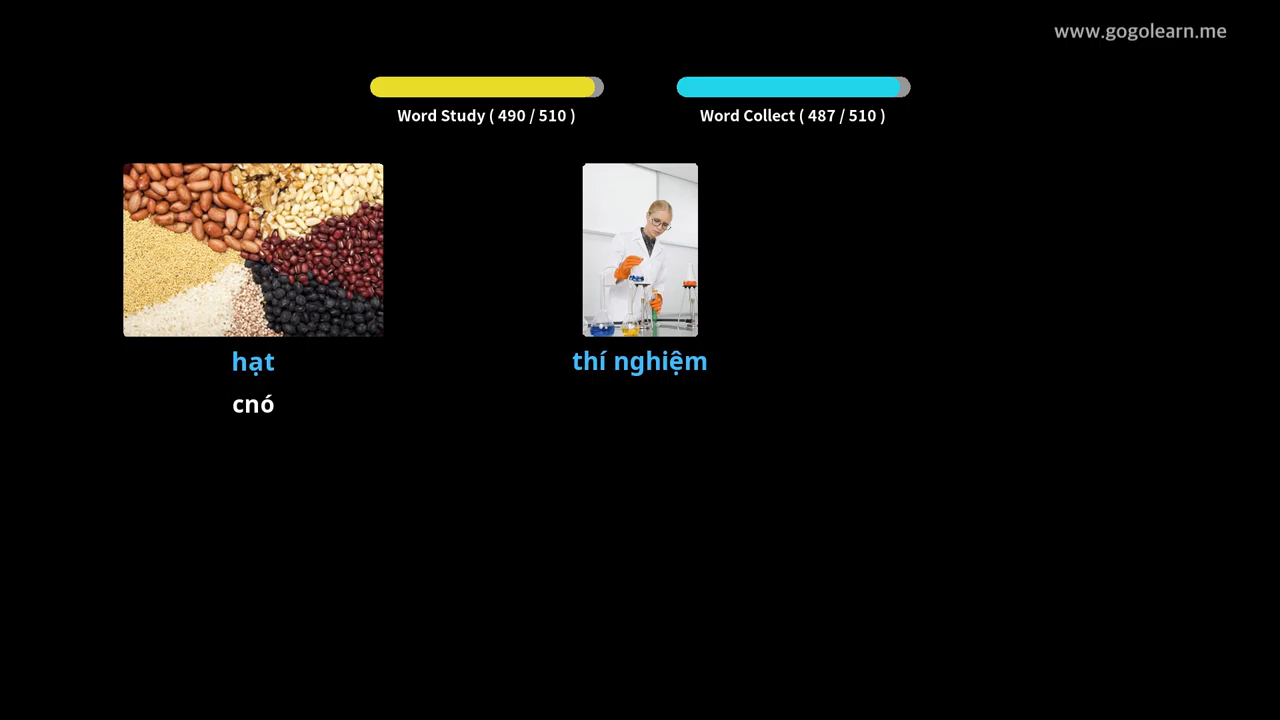 www.gogolearn.me
Word Study ( 490 / 510 )
Word Collect ( 487 / 510 )
hạt
thí nghiệm
cnó